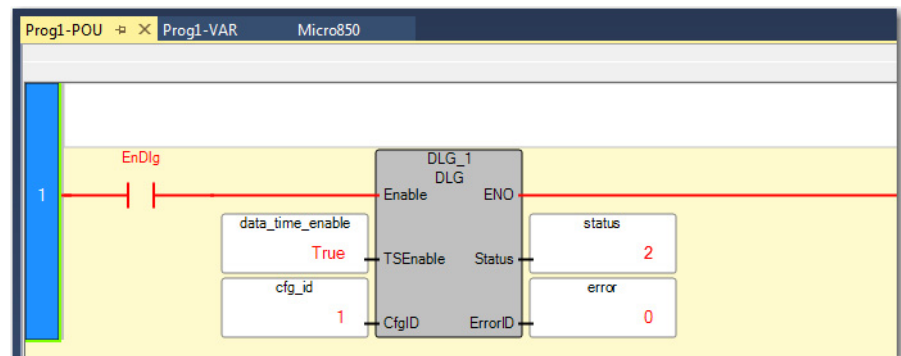 Prog1-POU Prog1-VAR Micro850
EnDlg
DLG_1
DLG
1
Enable ENO
data_time_enable status
True TSEnable Status 2
cfg_id error
1 CfgID ErrorID 0